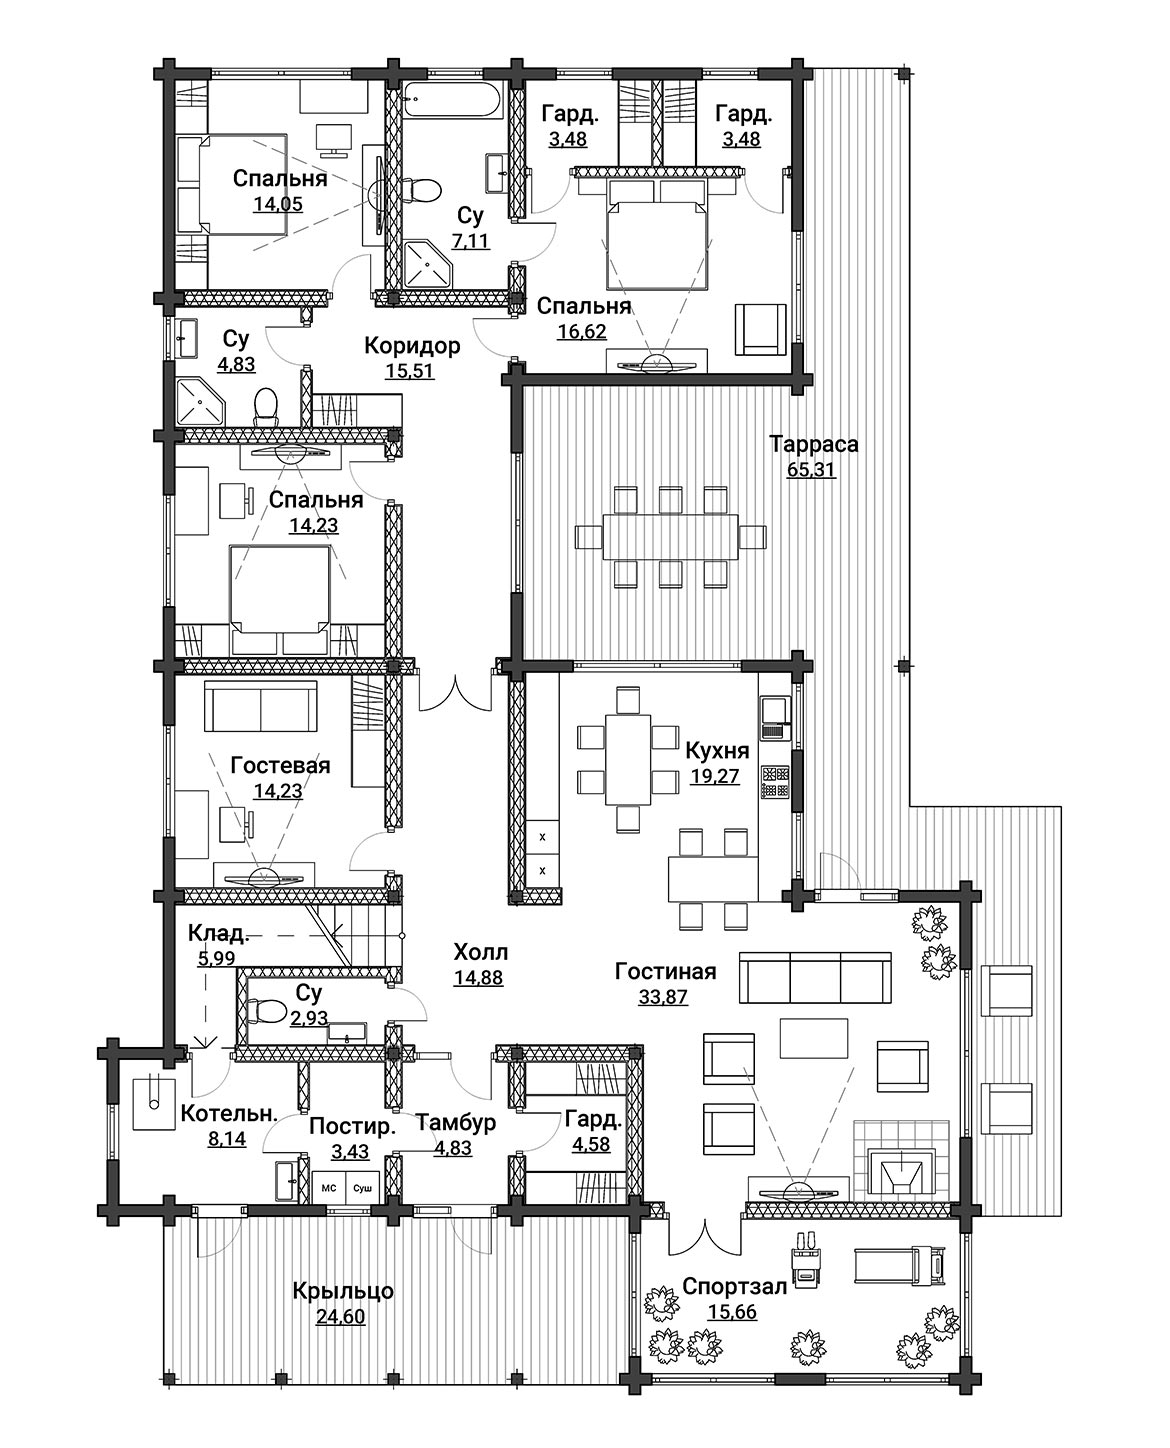 Гард.
3,48
Гард.
3,48
Спальня
14,05
Су
7,11
Спальня
16,62
Су
4,83
Коридор
15,51
Тарраса
65,31
Спальня
14,23
Кухня
19,27
Гостевая
14,23
х
х
Клад.
5,99
Холл
14,88
Гостиная
33,87
Су
2,93
Котельн.
8,14
Постир.
3,43
Тамбур
4,83
Гард.
4,58
МС
Суш
Крыльцо
24,60
Спортзал
15,66